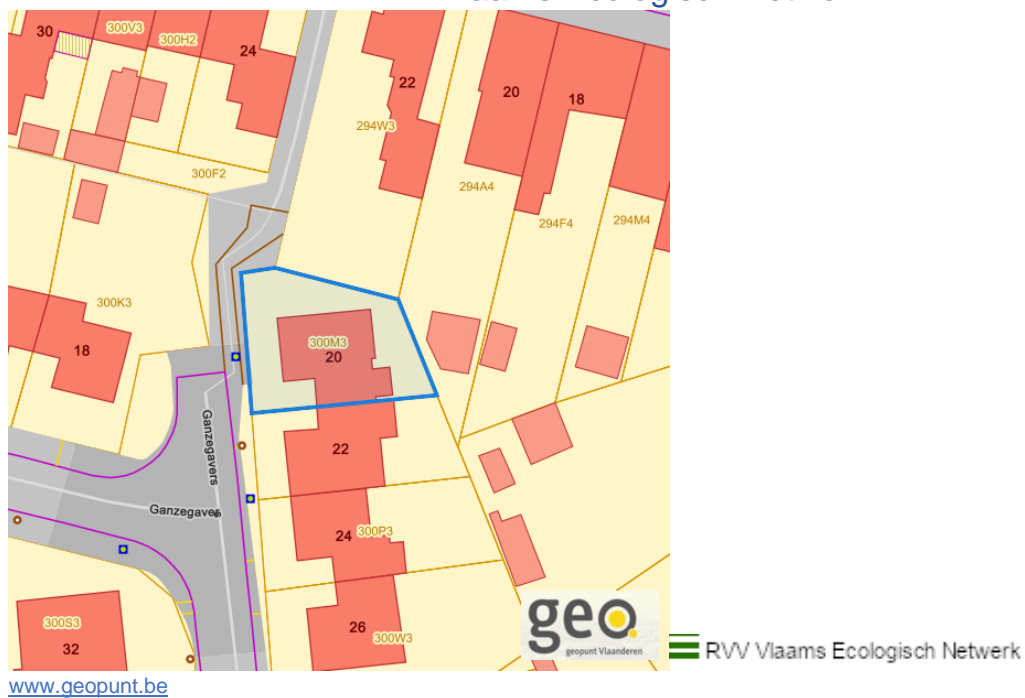 30
300V3
300H2
24
22
20
18
294W3
300F2
294A4
294F4
294M4
300K3
300M3
20
18
Ganzegavers
22
Ganzegaves
24
300P3
300S3
32
26
300W3
geo
geopunt Vlaanderen
RVV Vlaams Ecologisch Netwerk
www.geopunt.be